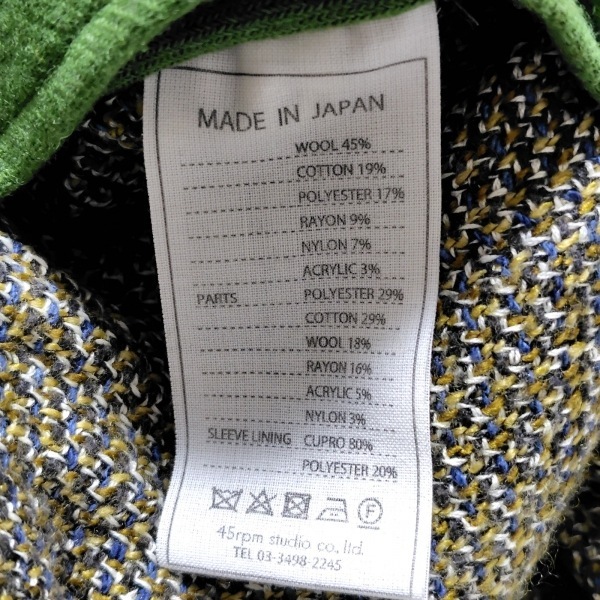 MADE IN JAPAN
WOOL 45%
COTTON 19%
POLYESTER 17%
RAYON 9%
NYLON 7%
ACRYLIC 3%
PARTS POLYESTER 29%
COTTON 29%
WOOL 18%
RAYON 16%
ACRYLIC 5%
NYLON 3%
SLEEVE LINING CUPRO 80%
POLYESTER 20%
F
45rpm studio co., ltd.
TEL 03-3498-2245